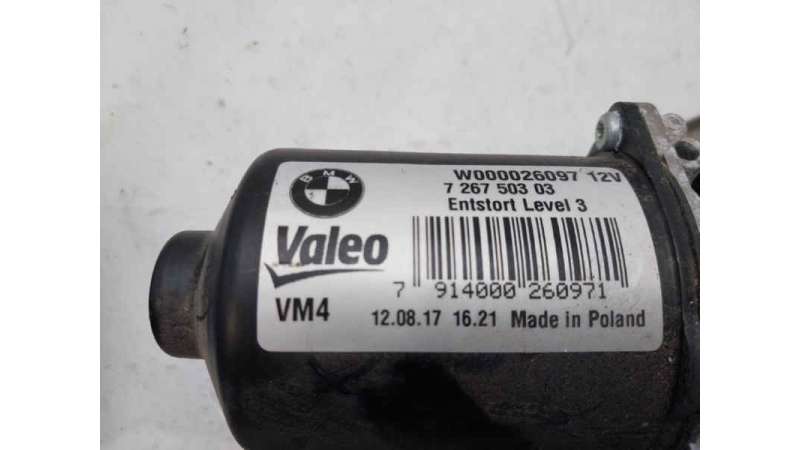 BMW
W000026097 12V
7 267 503 03
Entstort Level 3
Valeo
7 914000 260971
VM4
12.08.17 16.21 Made in Poland